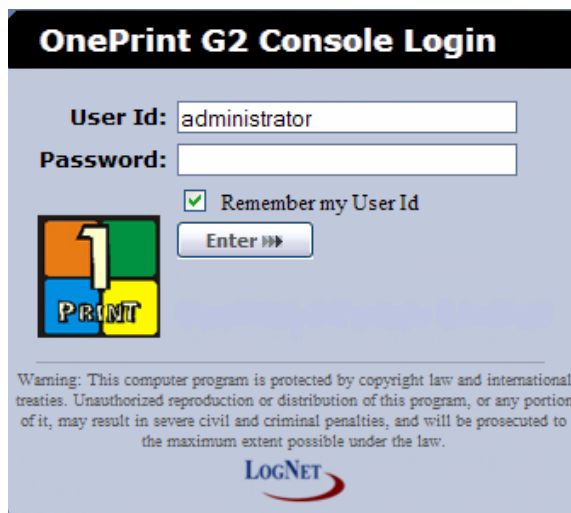 OnePrint G2 Console Login
User Id: administrator
Password:
Remember my User Id
Enter
1
PRINT
Warning: This computer program is protected by copyright law and international
treaties. Unauthorized reproduction or distribution of this program, or any portion
of it, may result in severe civil and criminal penalties, and will be prosecuted to
the maximum extent possible under the law.
LOGNET